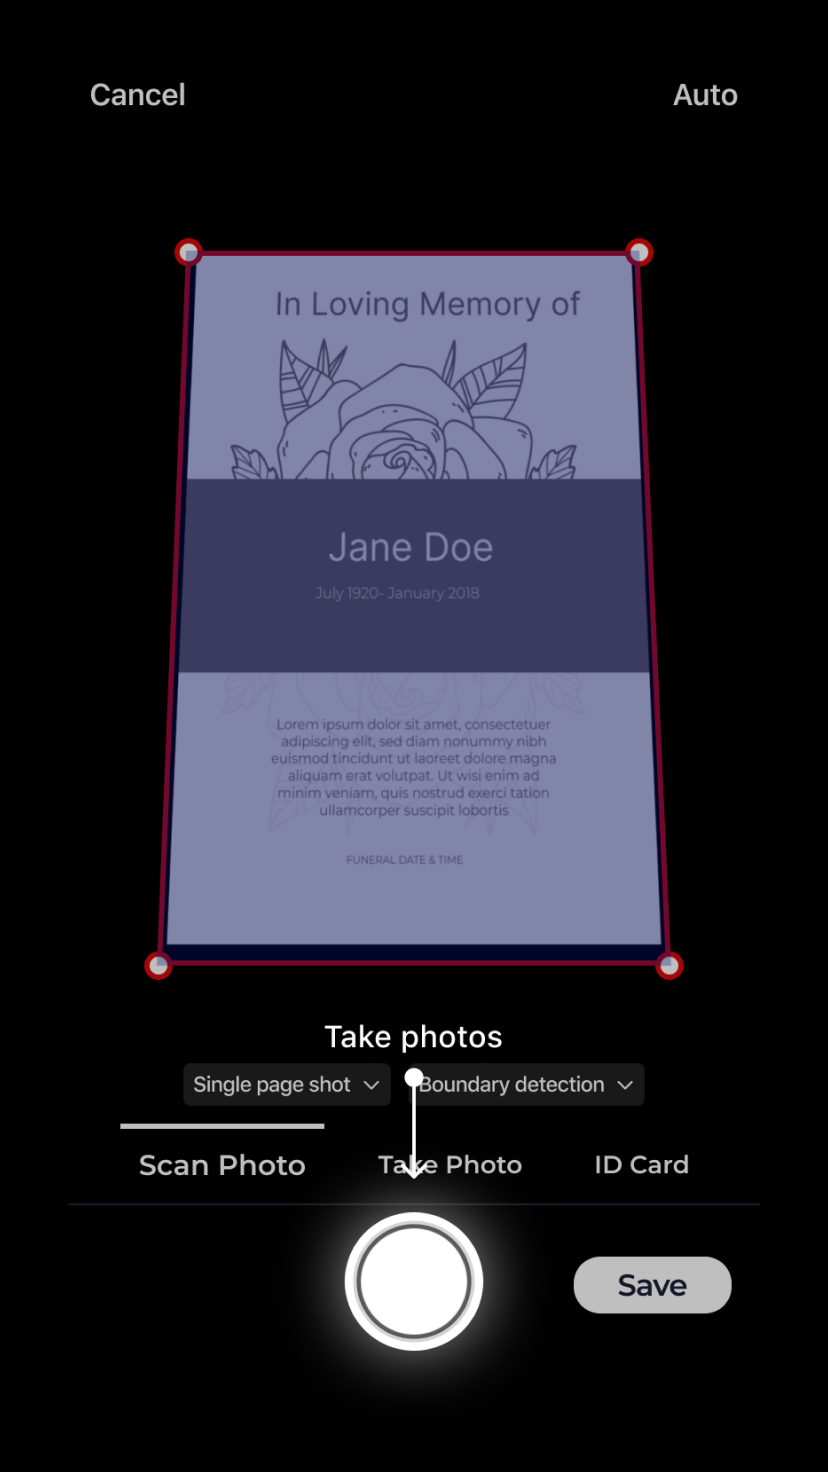 Cancel
Auto
In Loving Memory of
Jane Doe
July 1920- January 2018
Lorem ipsum dolor sit amet, consectetuer
adipiscing elit, sed diam nonummy nibh
euismod tincidunt ut laoreet dolore magna
aliquam erat volutpat. Ut wisi enim ad
minim veniam, quis nostrud exerci tation
ullamcorper suscipit lobortis
FUNERAL DATE & TIME
Take photos
Single page shot
Boundary detection
Scan Photo
Take Photo
ID Card
Save